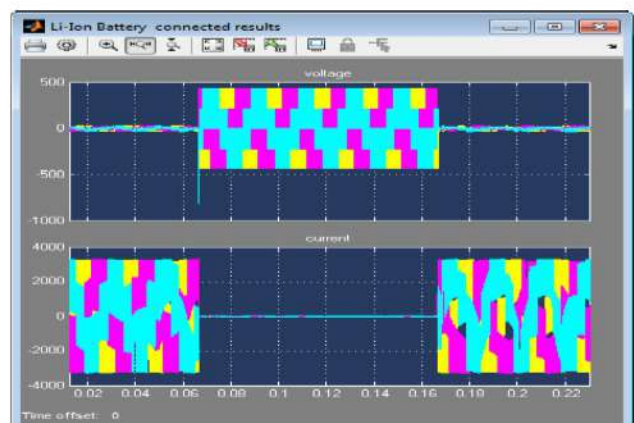 Li-Ion Battery connected results
voltage
500
0
-500
-1000
current
4000
2000
0
-2000
-4000
0.02 0.04 0.06 0.08 0.1 0.12 0.14 0.16 0.18 0.2 0.22
Time offset: 0